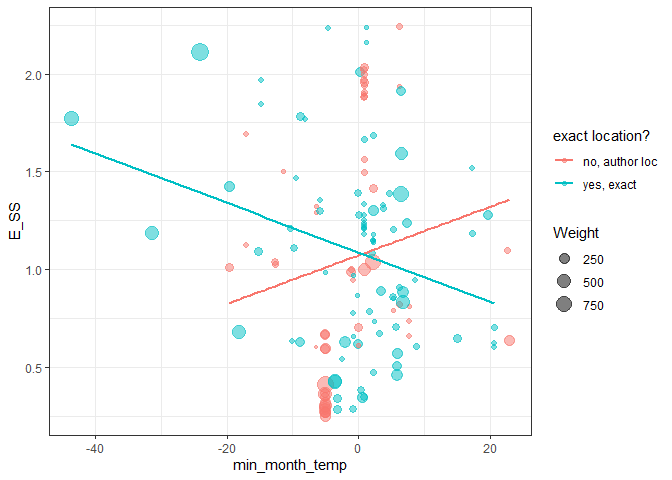 2.0
1.5
1.0
0.5
E_SS
-40
-20
0
20
min_month_temp
exact location?
no, author loc
yes, exact
Weight
250
500
750